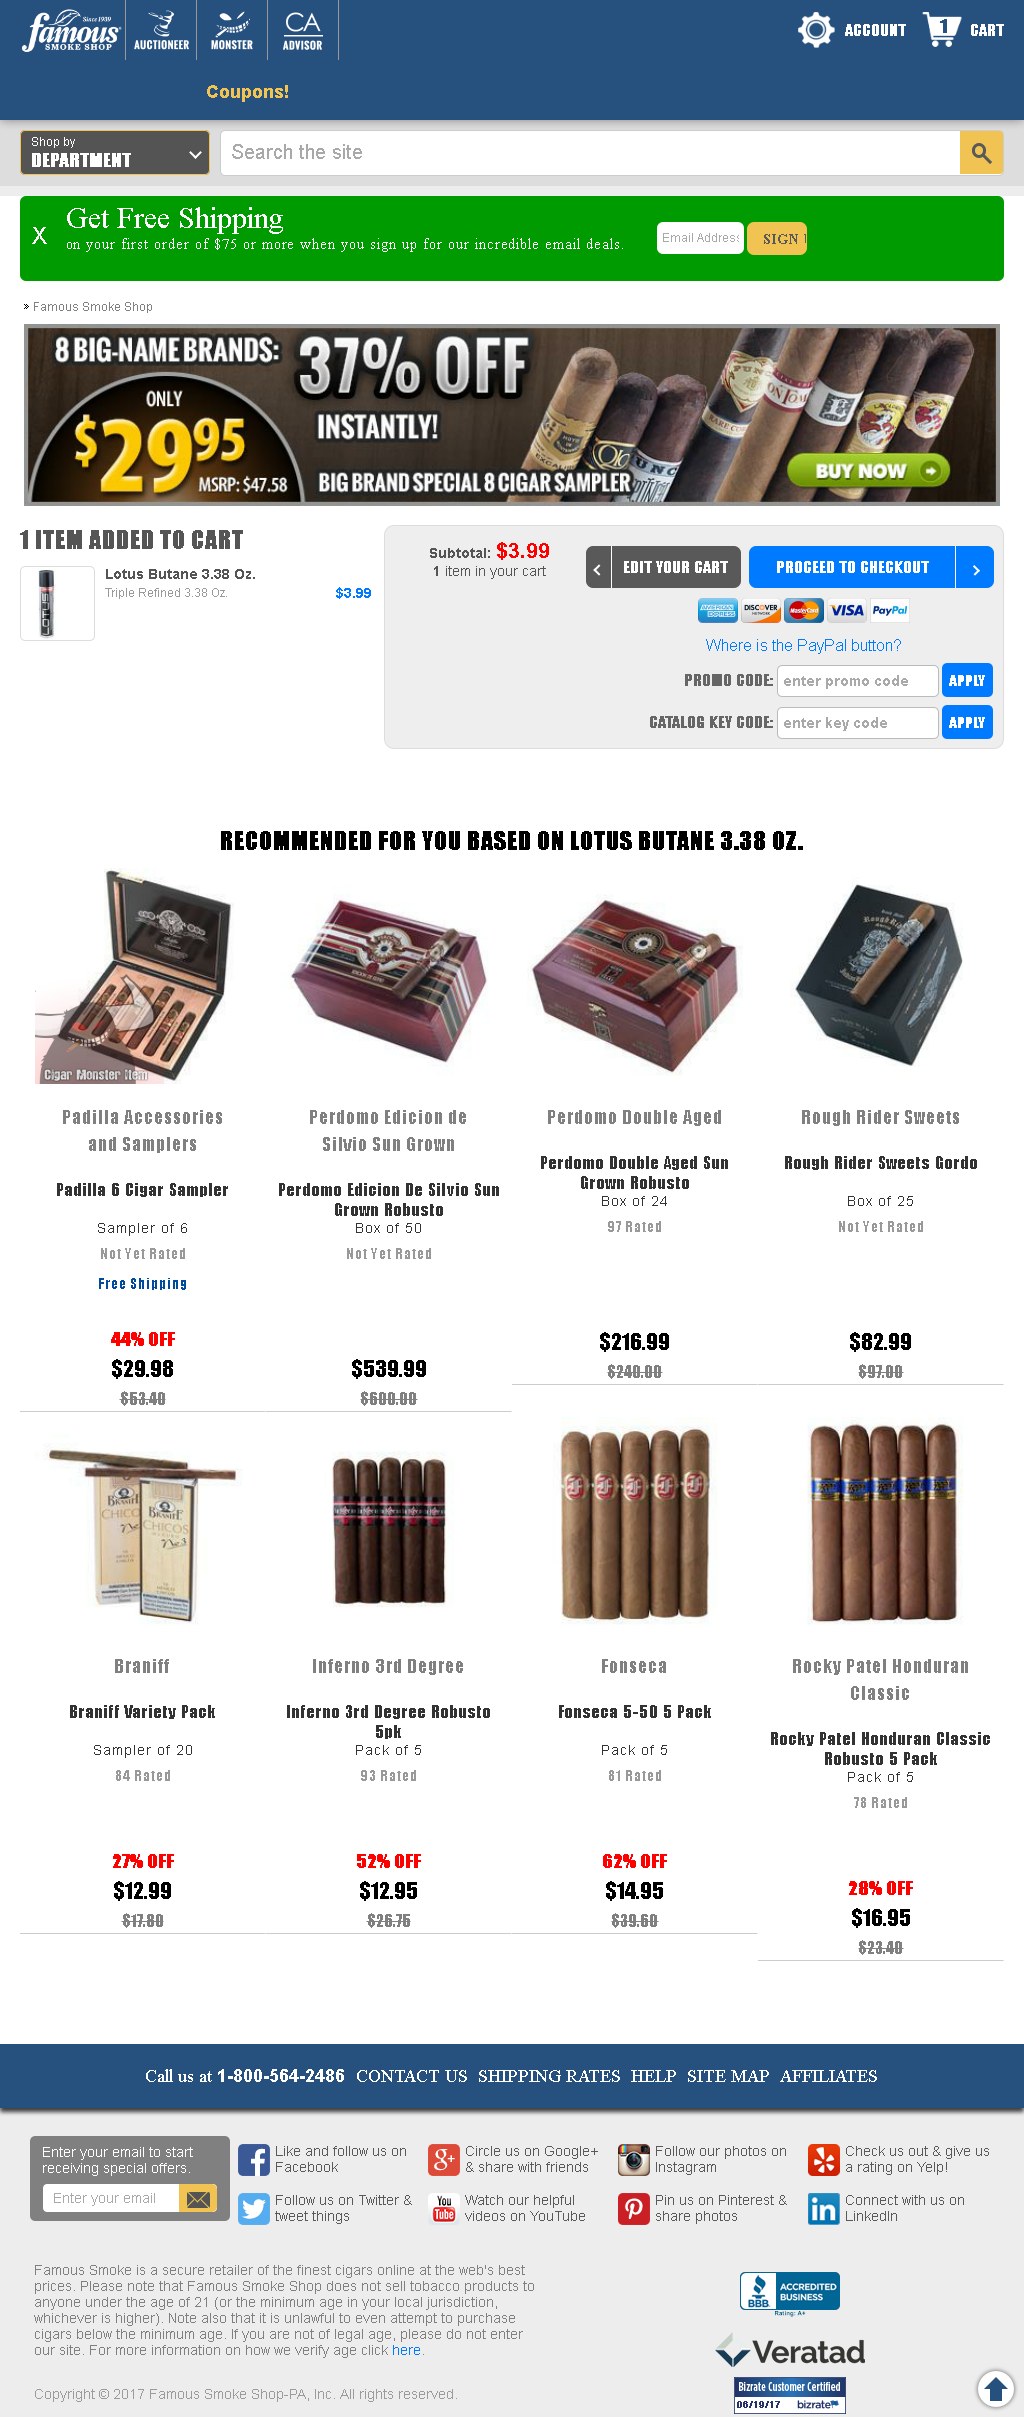 Since 1939
famous
SMOKE SHOP
AUCTIONEER
MONSTER
CA
ADVISOR
ACCOUNT
1
CART
Coupons!
Shop by
DEPARTMENT
Search the site
X
Get Free Shipping
on your first order of $75 or more when you sign up for our incredible email deals.
Email Address
SIGN
» Famous Smoke Shop
8 BIG-NAME BRANDS:
37% OFF
INSTANTLY!
ONLY
$29.95
MSRP: $47.58
BIG BRAND SPECIAL 8 CIGAR SAMPLER
BUY NOW
1 ITEM ADDED TO CART
Lotus Butane 3.38 Oz.
Triple Refined 3.38 Oz.
$3.99
LOTUS
Subtotal: $3.99
1 item in your cart
EDIT YOUR CART
PROCEED TO CHECKOUT
AMERICAN EXPRESS
DISCOVER
MasterCard
VISA
PayPal
Where is the PayPal button?
PROMO CODE:
enter promo code
APPLY
CATALOG KEY CODE:
enter key code
APPLY
RECOMMENDED FOR YOU BASED ON LOTUS BUTANE 3.38 OZ.
Cigar Monster Item
Rough Rider
Padilla Accessories
and Samplers
Padilla 6 Cigar Sampler
Sampler of 6
Not Yet Rated
Free Shipping
44% OFF
$29.98
$53.40
Perdomo Edicion de
Silvio Sun Grown
Perdomo Edicion De Silvio Sun
Grown Robusto
Box of 50
Not Yet Rated
$539.99
$600.00
Perdomo Double Aged
Perdomo Double Aged Sun
Grown Robusto
Box of 24
97 Rated
$216.99
$240.00
Rough Rider Sweets
Rough Rider Sweets Gordo
Box of 25
Not Yet Rated
$82.99
$97.00
BRANIFF
CHICOS
No 3
Braniff
Braniff Variety Pack
Sampler of 20
84 Rated
27% OFF
$12.99
$17.80
Inferno 3rd Degree
Inferno 3rd Degree Robusto
5pk
Pack of 5
93 Rated
52% OFF
$12.95
$26.75
Fonseca
Fonseca 5-50 5 Pack
Pack of 5
81 Rated
62% OFF
$14.95
$39.60
Rocky Patel Honduran
Classic
Rocky Patel Honduran Classic
Robusto 5 Pack
Pack of 5
78 Rated
28% OFF
$16.95
$23.40
Call us at 1-800-564-2486 CONTACT US SHIPPING RATES HELP SITE MAP AFFILIATES
Enter your email to start
receiving special offers.
Enter your email
Like and follow us on
Facebook
Circle us on Google+
& share with friends
Follow our photos on
Instagram
Check us out & give us
a rating on Yelp!
Follow us on Twitter &
tweet things
You
Tube
Watch our helpful
videos on YouTube
Pin us on Pinterest &
share photos
Connect with us on
LinkedIn
Famous Smoke is a secure retailer of the finest cigars online at the web's best
prices. Please note that Famous Smoke Shop does not sell tobacco products to
anyone under the age of 21 (or the minimum age in your local jurisdiction,
whichever is higher). Note also that it is unlawful to even attempt to purchase
cigars below the minimum age. If you are not of legal age, please do not enter
our site. For more information on how we verify age click here.
BBB
ACCREDITED
BUSINESS
Rating: A+
Veratad
Bizrate Customer Certified
06/19/17 bizrate
Copyright © 2017 Famous Smoke Shop-PA, Inc. All rights reserved.